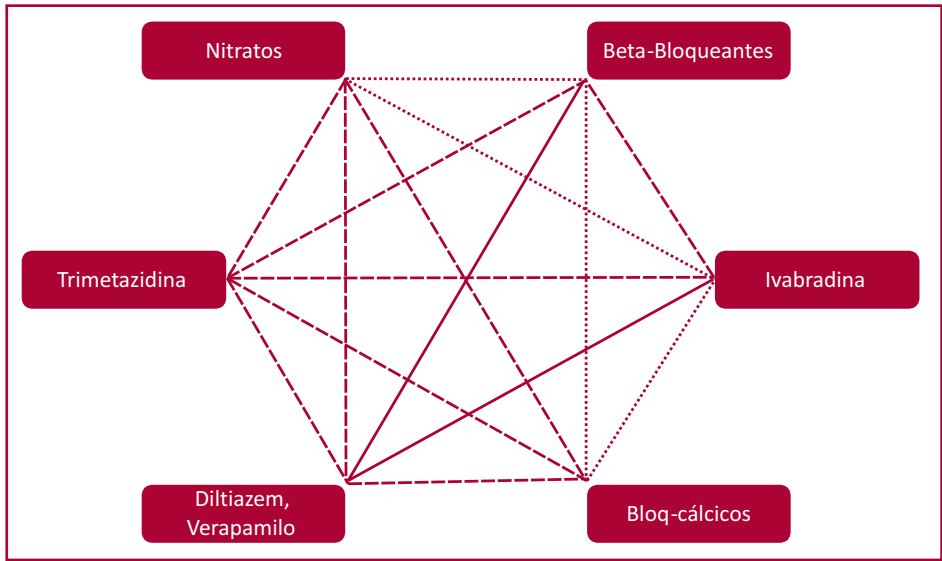 Nitratos
Beta-Bloqueantes
Trimetazidina
Ivabradina
Diltiazem,
Verapamilo
Bloq-cálcicos